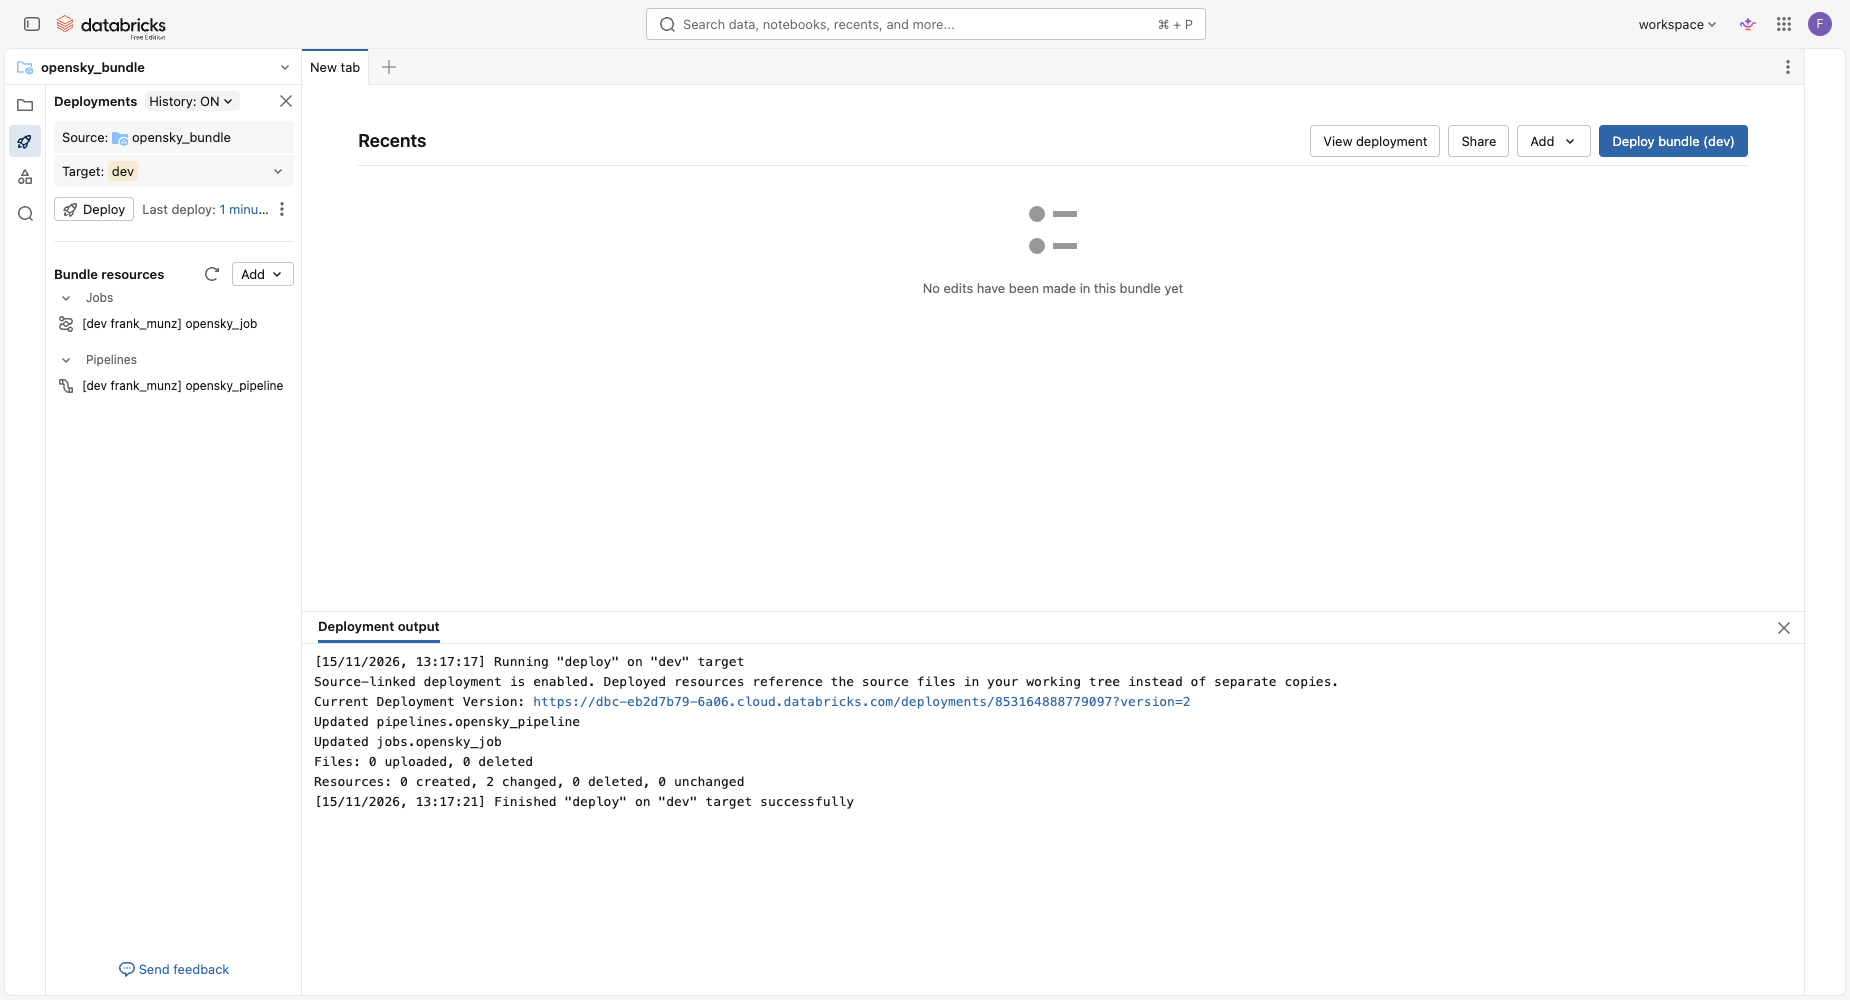 databricks
Free Edition
Search data, notebooks, recents, and more...
⌘ + P
workspace
F
opensky_bundle
New tab
Deployments
History: ON
Source: opensky_bundle
Target: dev
Deploy
Last deploy: 1 minu...
Bundle resources
Add
Jobs
[dev frank_munz] opensky_job
Pipelines
[dev frank_munz] opensky_pipeline
Send feedback
Recents
View deployment
Share
Add
Deploy bundle (dev)
No edits have been made in this bundle yet
Deployment output
[15/11/2026, 13:17:17] Running "deploy" on "dev" target
Source-linked deployment is enabled. Deployed resources reference the source files in your working tree instead of separate copies.
Current Deployment Version: https://dbc-eb2d7b79-6a06.cloud.databricks.com/deployments/853164888779097?version=2
Updated pipelines.opensky_pipeline
Updated jobs.opensky_job
Files: 0 uploaded, 0 deleted
Resources: 0 created, 2 changed, 0 deleted, 0 unchanged
[15/11/2026, 13:17:21] Finished "deploy" on "dev" target successfully